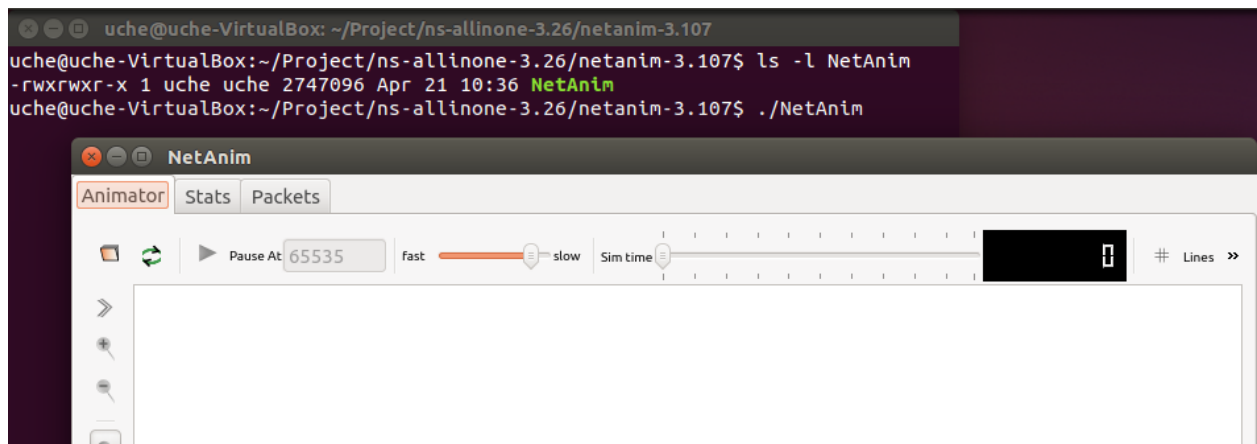 uche@uche-VirtualBox: ~/Project/ns-allinone-3.26/netanim-3.107
uche@uche-VirtualBox:~/Project/ns-allinone-3.26/netanim-3.107$ ls -l NetAnim
-rwxrwxr-x 1 uche uche 2747096 Apr 21 10:36 NetAnim
uche@uche-VirtualBox:~/Project/ns-allinone-3.26/netanim-3.107$ ./NetAnim
NetAnim
Animator Stats Packets
Pause At 65535 fast slow Sim time 0 Lines